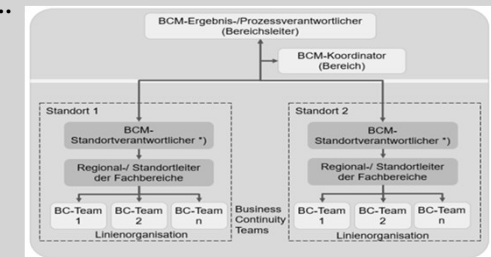 BCM-Ergebnis-/Prozessverantwortlicher
(Bereichsleiter)
BCM-Koordinator
(Bereich)
Standort 1
BCM-
Standortverantwortlicher *)
Regional-/ Standortleiter
der Fachbereiche
BC-Team
1
BC-Team
2
BC-Team
n
Linienorganisation
Business
Continuity
Teams
Standort 2
BCM-
Standortverantwortlicher *)
Regional-/ Standortleiter
der Fachbereiche
BC-Team
1
BC-Team
2
BC-Team
n
Linienorganisation